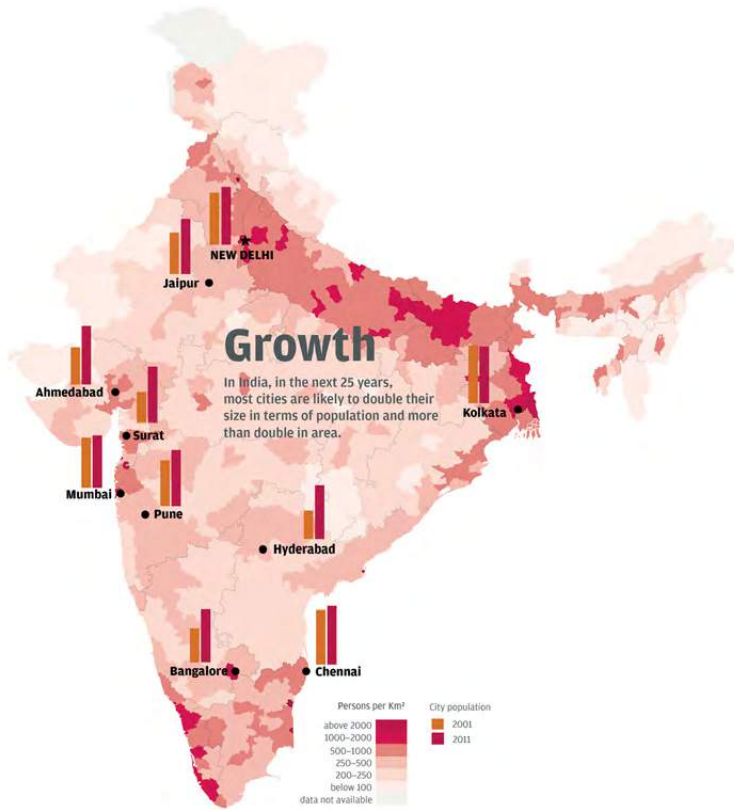 NEW DELHI
Jaipur
Growth
In India, in the next 25 years,
most cities are likely to double their
size in terms of population and more
than double in area.
Ahmedabad
Kolkata
Surat
Mumbai
Pune
Hyderabad
Bangalore
Chennai
Persons per Km²
above 2000
1000–2000
500–1000
250–500
200–250
below 100
data not available
City population
2001
2011